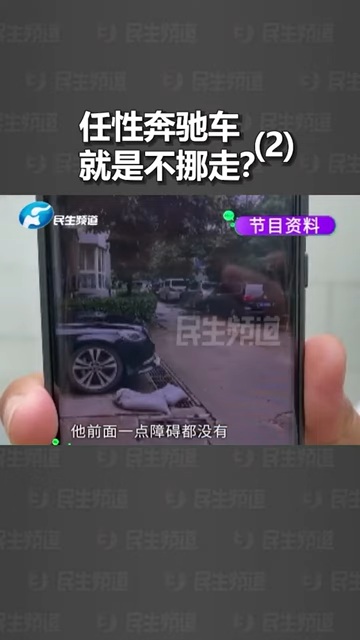 任性奔驰车
就是不挪走?(2)
民生频道
节目资料
民生频道
他前面一点障碍都没有